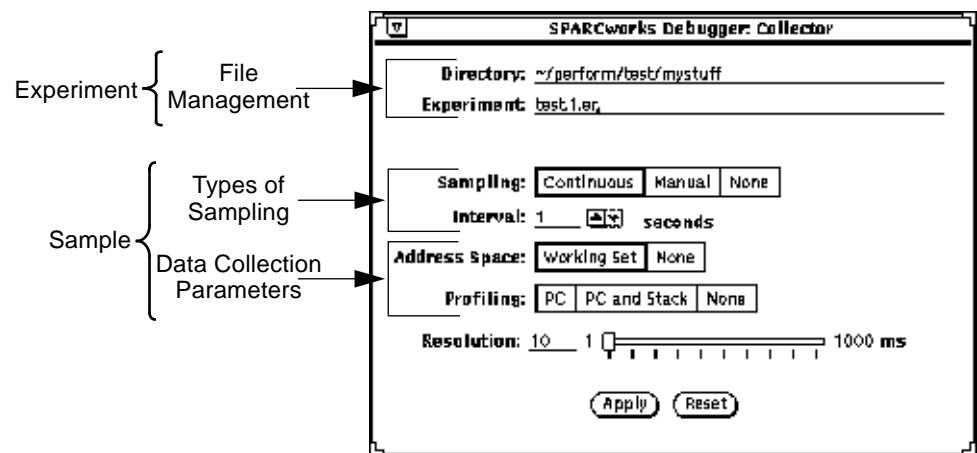 SPARCworks Debugger: Collector
Experiment
File
Management
Directory: ~/perform/test/mystuff
Experiment: test.1.er
Sample
Types of
Sampling
Sampling: Continuous Manual None
Interval: 1 seconds
Data Collection
Parameters
Address Space: Working Set None
Profiling: PC PC and Stack None
Resolution: 10 1 1000 ms
Apply Reset